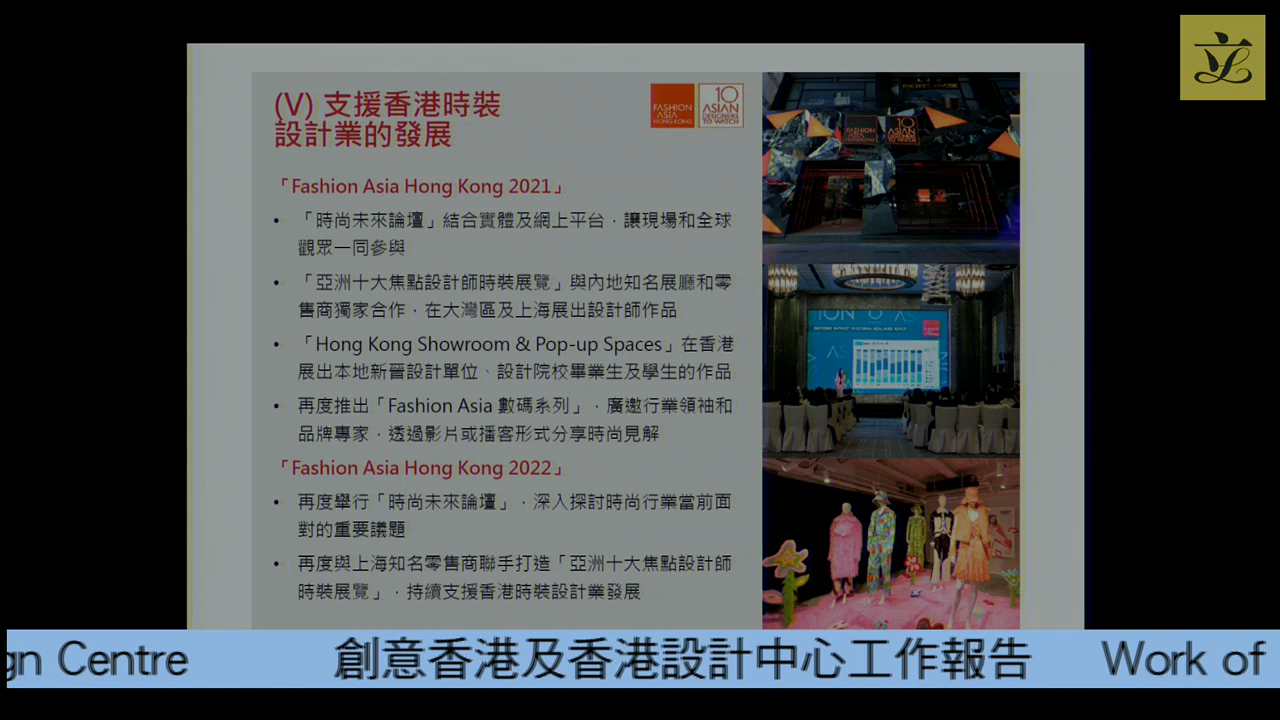 (V) 支援香港時裝
設計業的發展
FASHION
ASIA
HONG KONG
10
ASIAN
DESIGNERS
TO WATCH
「Fashion Asia Hong Kong 2021」
• 「時尚未來論壇」結合實體及網上平台，讓現場和全球
觀眾一同參與
• 「亞洲十大焦點設計師時裝展覽」與內地知名展廳和零
售商獨家合作，在大灣區及上海展出設計師作品
• 「Hong Kong Showroom & Pop-up Spaces」在香港
展出本地新晉設計單位、設計院校畢業生及學生的作品
• 再度推出「Fashion Asia 數碼系列」，廣邀行業領袖和
品牌專家，透過影片或播客形式分享時尚見解
「Fashion Asia Hong Kong 2022」
• 再度舉行「時尚未來論壇」，深入探討時尚行業當前面
對的重要議題
• 再度與上海知名零售商聯手打造「亞洲十大焦點設計師
時裝展覽」，持續支援香港時裝設計業發展
gn Centre 創意香港及香港設計中心工作報告 Work of